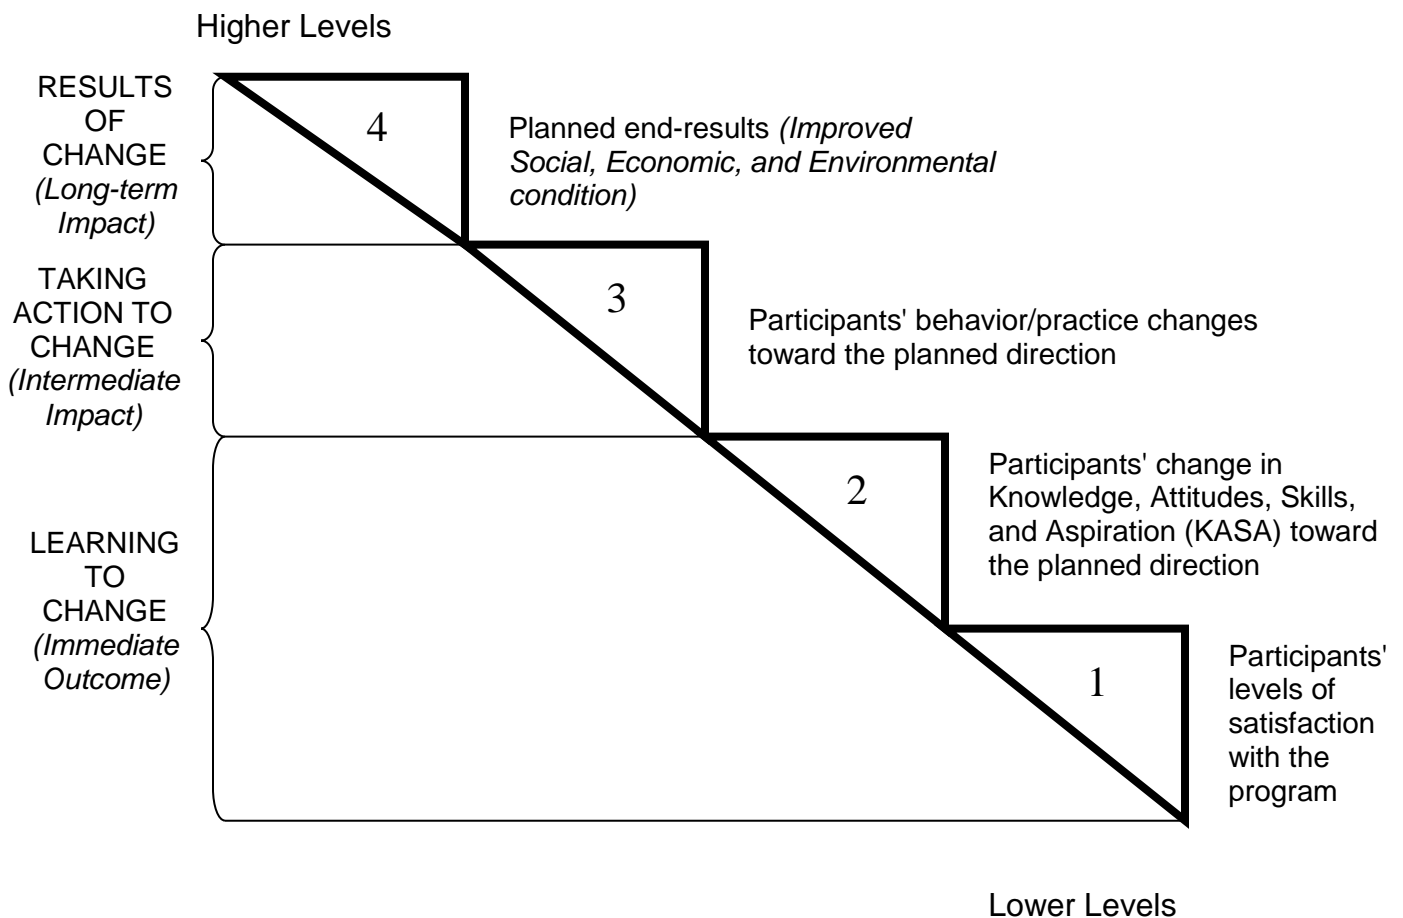 Higher Levels
RESULTS
OF
CHANGE
(Long-term
Impact)
4
Planned end-results (Improved
Social, Economic, and Environmental
condition)
TAKING
ACTION TO
CHANGE
(Intermediate
Impact)
3
Participants' behavior/practice changes
toward the planned direction
LEARNING
TO
CHANGE
(Immediate
Outcome)
2
Participants' change in
Knowledge, Attitudes, Skills,
and Aspiration (KASA) toward
the planned direction
1
Participants'
levels of
satisfaction
with the
program
Lower Levels